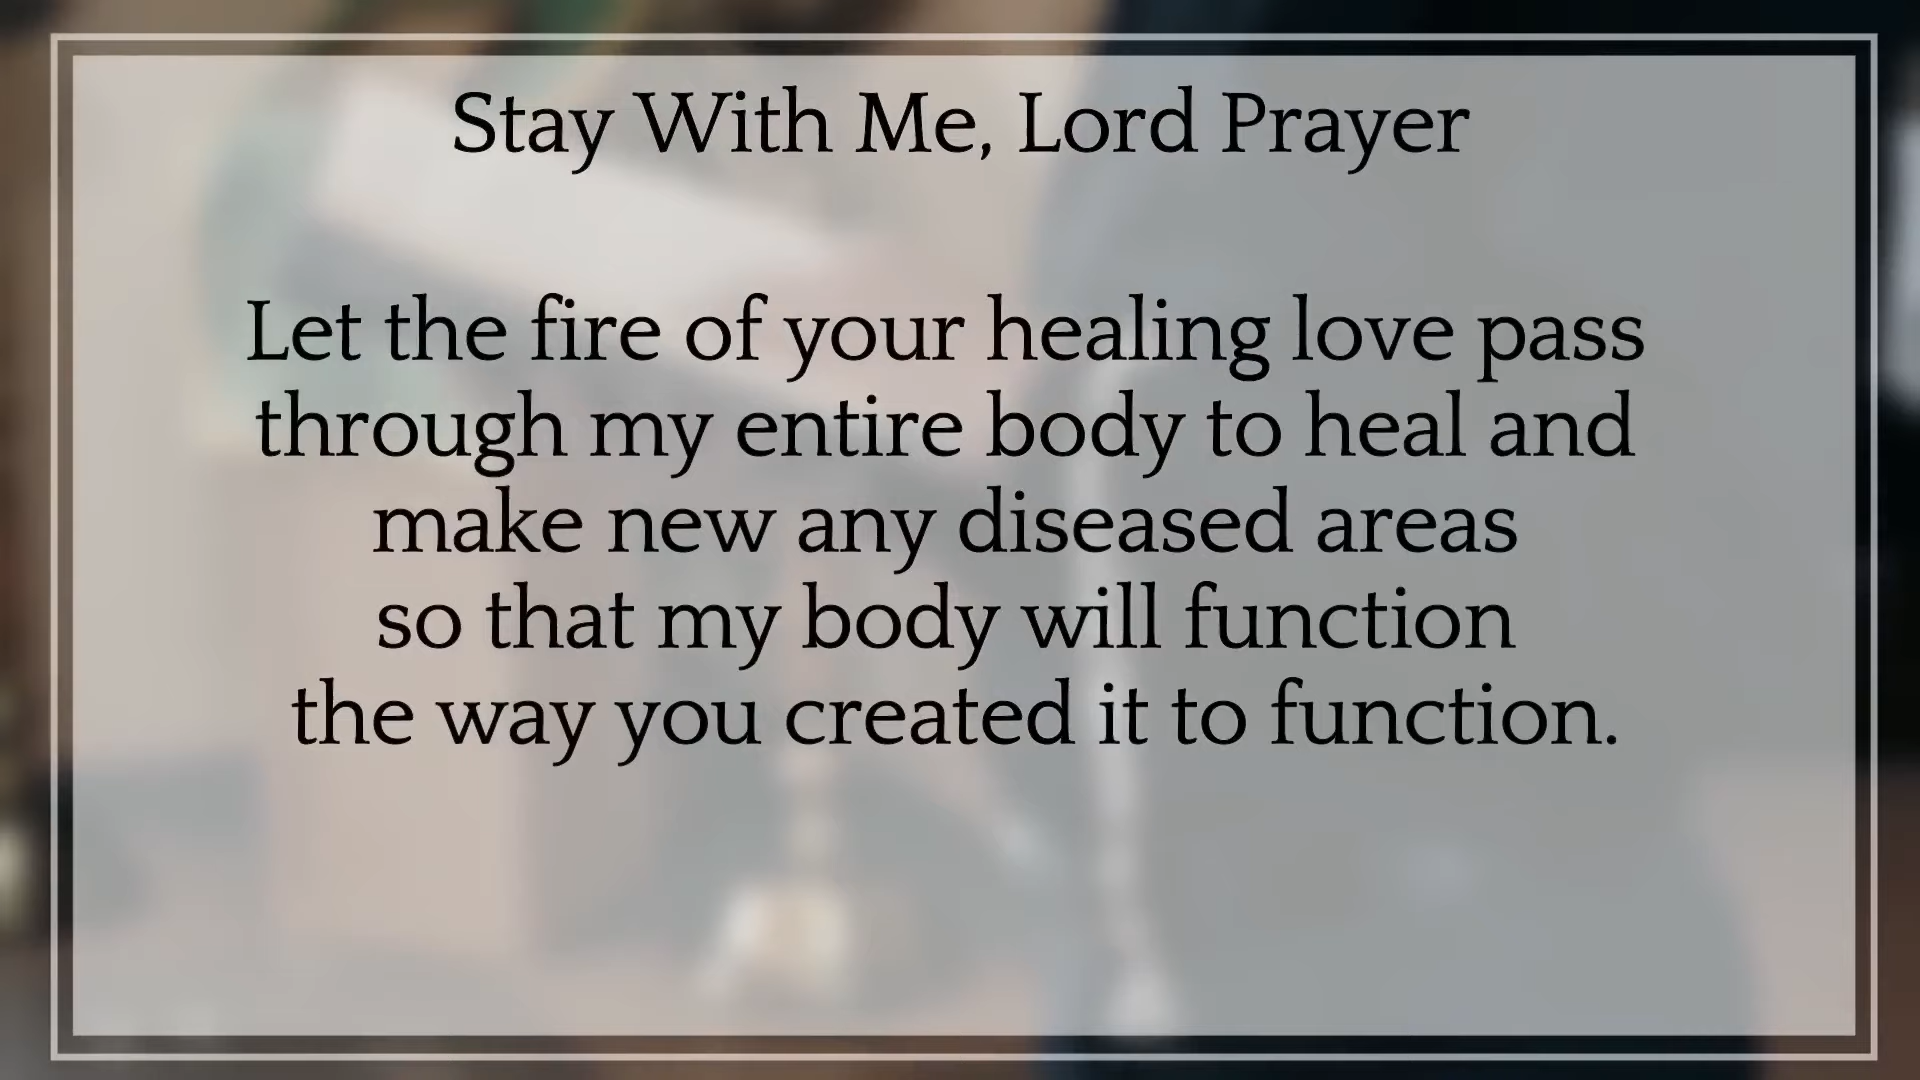 Stay With Me, Lord Prayer
Let the fire of your healing love pass
through my entire body to heal and
make new any diseased areas
so that my body will function
the way you created it to function.